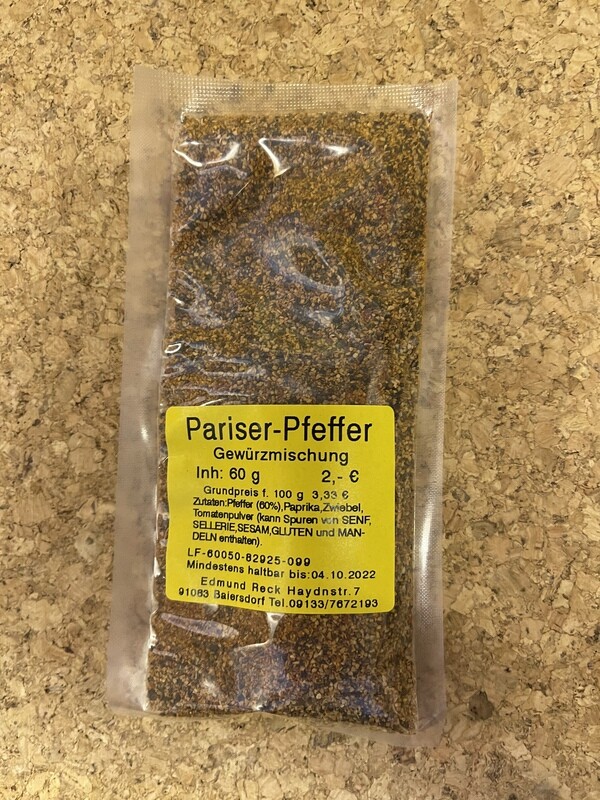 Pariser-Pfeffer
Gewürzmischung
Inh: 60 g 2,- €
Grundpreis f. 100 g 3,33 €
Zutaten:Pfeffer (60%),Paprika,Zwiebel,
Tomatenpulver (kann Spuren von SENF,
SELLERIE,SESAM,GLUTEN und MAN-
DELN enthalten).
LF-60050-82925-099
Mindestens haltbar bis:04.10.2022
Edmund Reck Haydnstr.7
91083 Baiersdorf Tel.09133/7672193